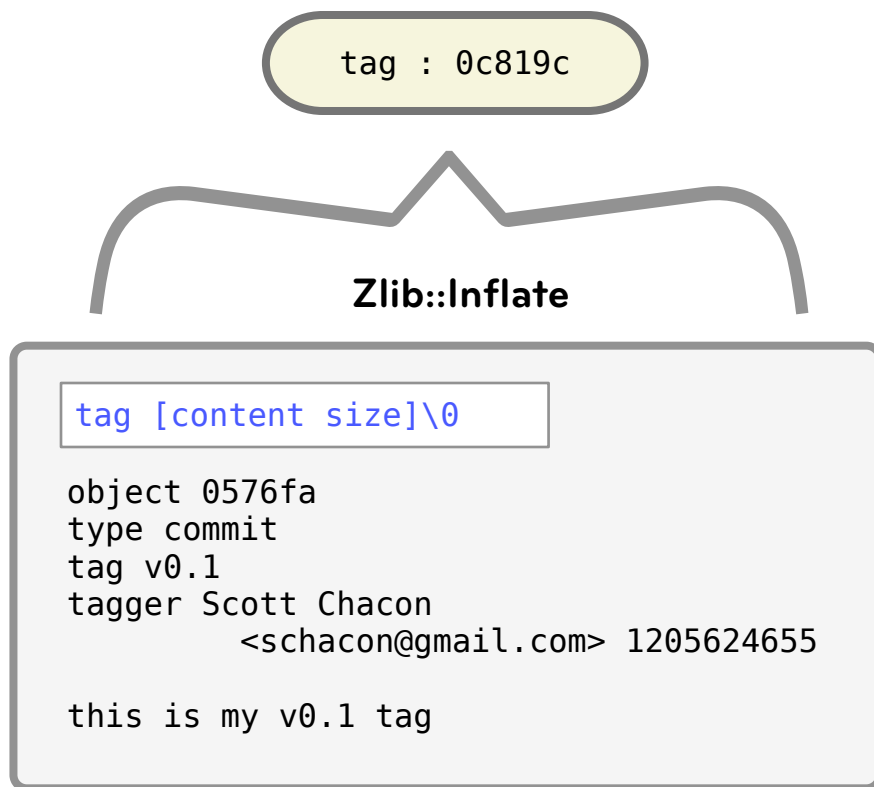 tag : 0c819c
Zlib::Inflate
tag [content size]\0
object 0576fa
type commit
tag v0.1
tagger Scott Chacon
<schacon@gmail.com> 1205624655
this is my v0.1 tag